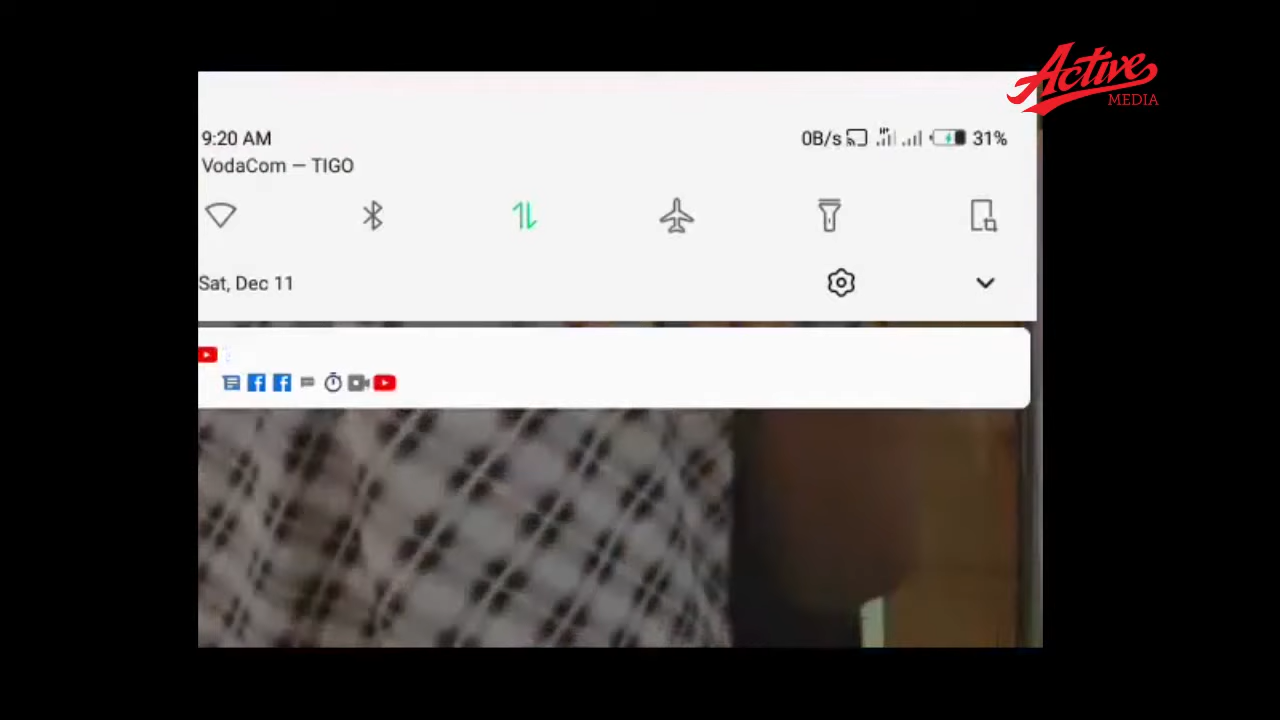 Active
MEDIA
9:20 AM
0B/s
31%
VodaCom — TIGO
Sat, Dec 11